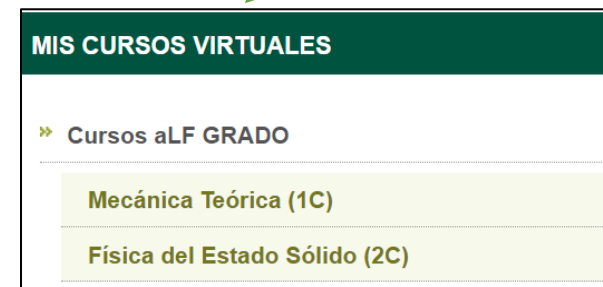 MIS CURSOS VIRTUALES
Cursos aLF GRADO
Mecánica Teórica (1C)
Física del Estado Sólido (2C)